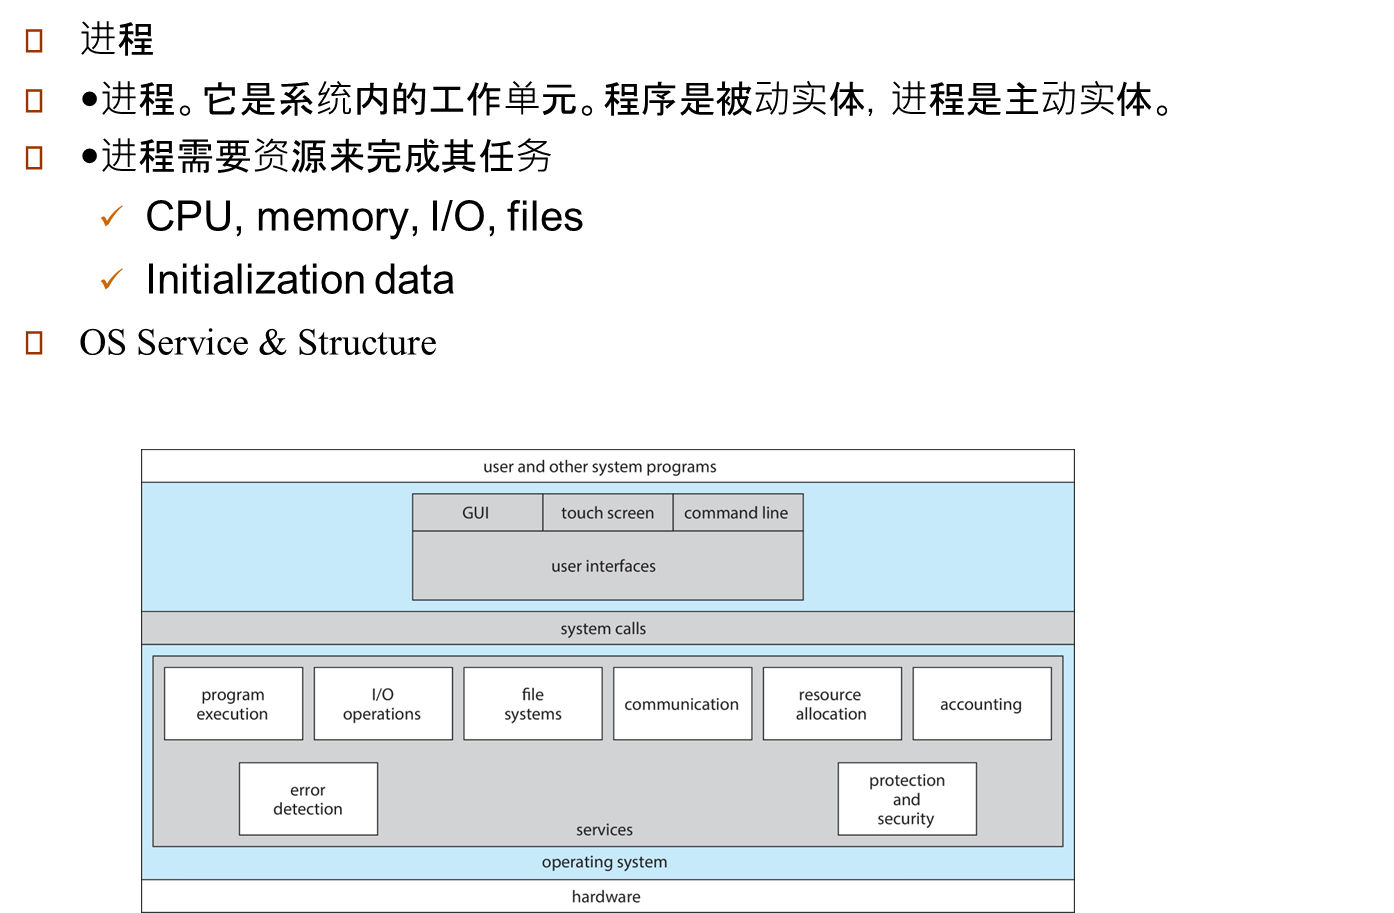 进程
•进程。它是系统内的工作单元。程序是被动实体，进程是主动实体。
•进程需要资源来完成其任务
CPU, memory, I/O, files
Initialization data
OS Service & Structure
user and other system programs
GUI
touch screen
command line
user interfaces
system calls
program
execution
I/O
operations
file
systems
communication
resource
allocation
accounting
error
detection
protection
and
security
services
operating system
hardware